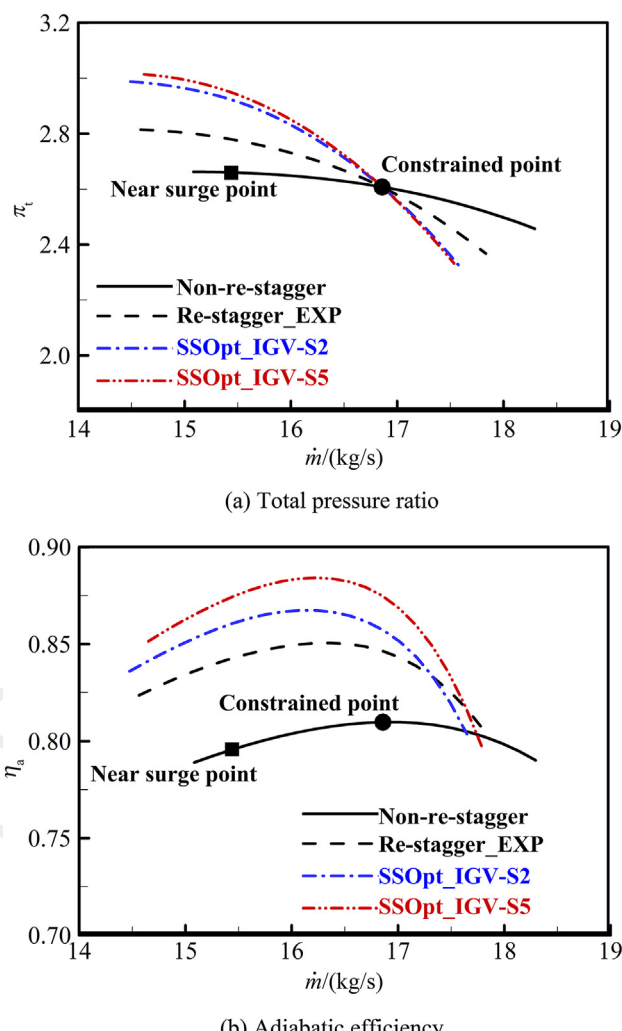 3.2
2.8
2.4
2.0
πt
Constrained point
Near surge point
Non-re-stagger
Re-stagger_EXP
SSOpt_IGV-S2
SSOpt_IGV-S5
14 15 16 17 18 19
ṁ/(kg/s)
(a) Total pressure ratio
0.90
0.85
0.80
0.75
0.70
ηa
Constrained point
Near surge point
Non-re-stagger
Re-stagger_EXP
SSOpt_IGV-S2
SSOpt_IGV-S5
14 15 16 17 18 19
ṁ/(kg/s)
(b) Adiabatic efficiency